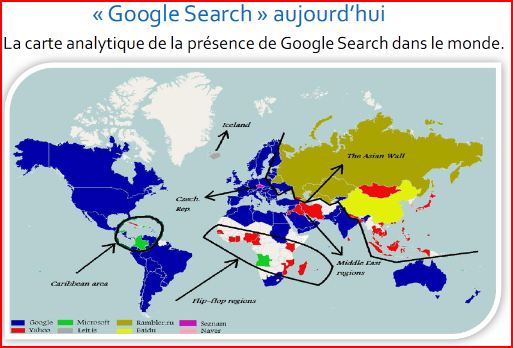 « Google Search » aujourd'hui
La carte analytique de la présence de Google Search dans le monde.
Iceland
The Asian Wall
Czech.
Rep
Caribbean area
Flip-flop regions
Middle East
regions
Google Microsoft Rambler.ru Seznam
Yahoo Leit.is Baidu Naver